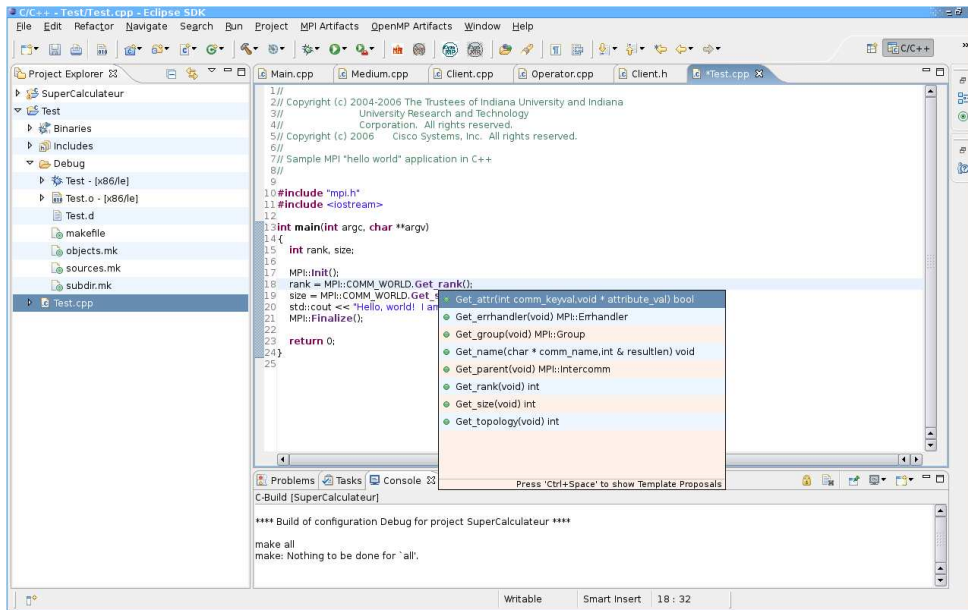 C/C++ - Test/Test.cpp - Eclipse SDK
File Edit Refactor Navigate Search Run Project MPI Artifacts OpenMP Artifacts Window Help
C/C++
Project Explorer
Main.cpp Medium.cpp Client.cpp Operator.cpp Client.h *Test.cpp
SuperCalculateur
Test
Binaries
Includes
Debug
Test - [x86/le]
Test.o - [x86/le]
Test.d
makefile
objects.mk
sources.mk
subdir.mk
Test.cpp
1//
2// Copyright (c) 2004-2006 The Trustees of Indiana University and Indiana
3// University Research and Technology
4// Corporation. All rights reserved.
5// Copyright (c) 2006 Cisco Systems, Inc. All rights reserved.
6//
7// Sample MPI "hello world" application in C++
8//
9
10#include "mpi.h"
11#include <iostream>
12
13int main(int argc, char **argv)
14{
15 int rank, size;
16
17 MPI::Init();
18 rank = MPI::COMM_WORLD.Get_rank();
19 size = MPI::COMM_WORLD.Get_s
20 std::cout << "Hello, world! I am
21 MPI::Finalize();
22
23 return 0;
24}
25
Get_attr(int comm_keyval,void * attribute_val) bool
Get_errhandler(void) MPI::Errhandler
Get_group(void) MPI::Group
Get_name(char * comm_name,int & resultlen) void
Get_parent(void) MPI::Intercomm
Get_rank(void) int
Get_size(void) int
Get_topology(void) int
Press 'Ctrl+Space' to show Template Proposals
Problems Tasks Console
C-Build [SuperCalculateur]
**** Build of configuration Debug for project SuperCalculateur ****
make all
make: Nothing to be done for `all'.
Writable Smart Insert 18 : 32